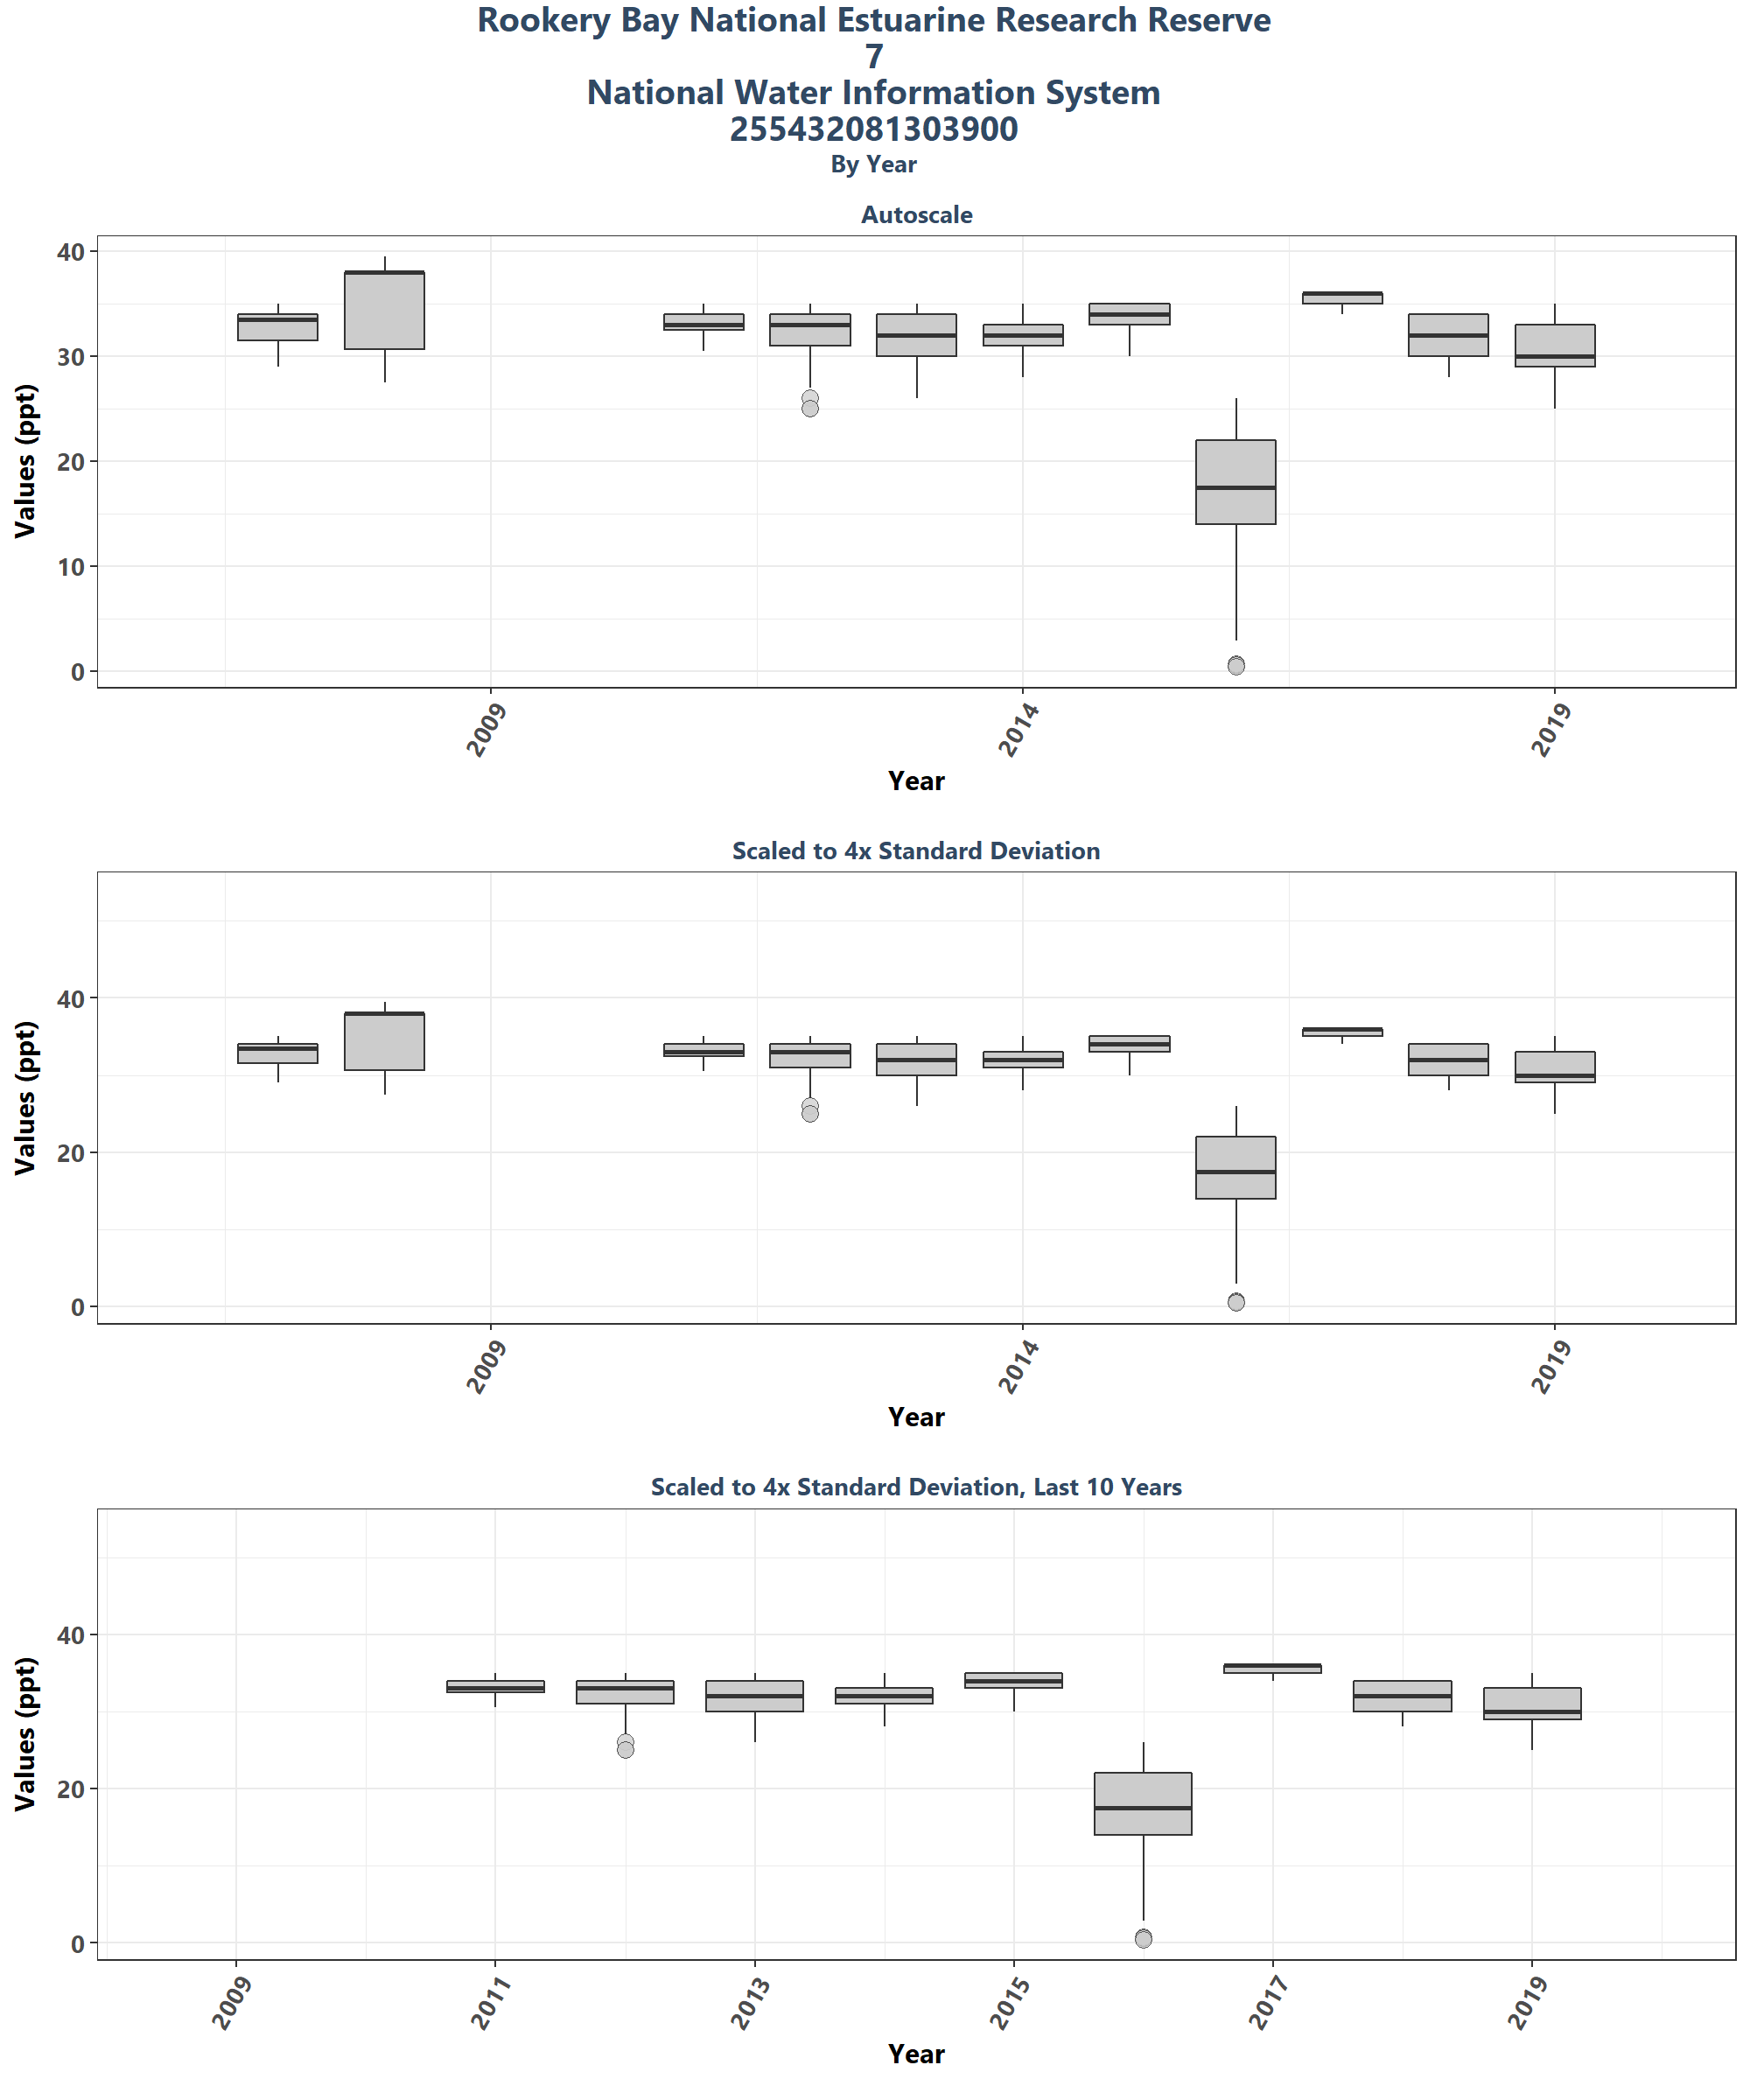 Rookery Bay National Estuarine Research Reserve
7
National Water Information System
255432081303900
By Year
Autoscale
Values (ppt)
40
30
20
10
0
2009
2014
2019
Year
Scaled to 4x Standard Deviation
Values (ppt)
40
20
0
2009
2014
2019
Year
Scaled to 4x Standard Deviation, Last 10 Years
Values (ppt)
40
20
0
2009
2011
2013
2015
2017
2019
Year